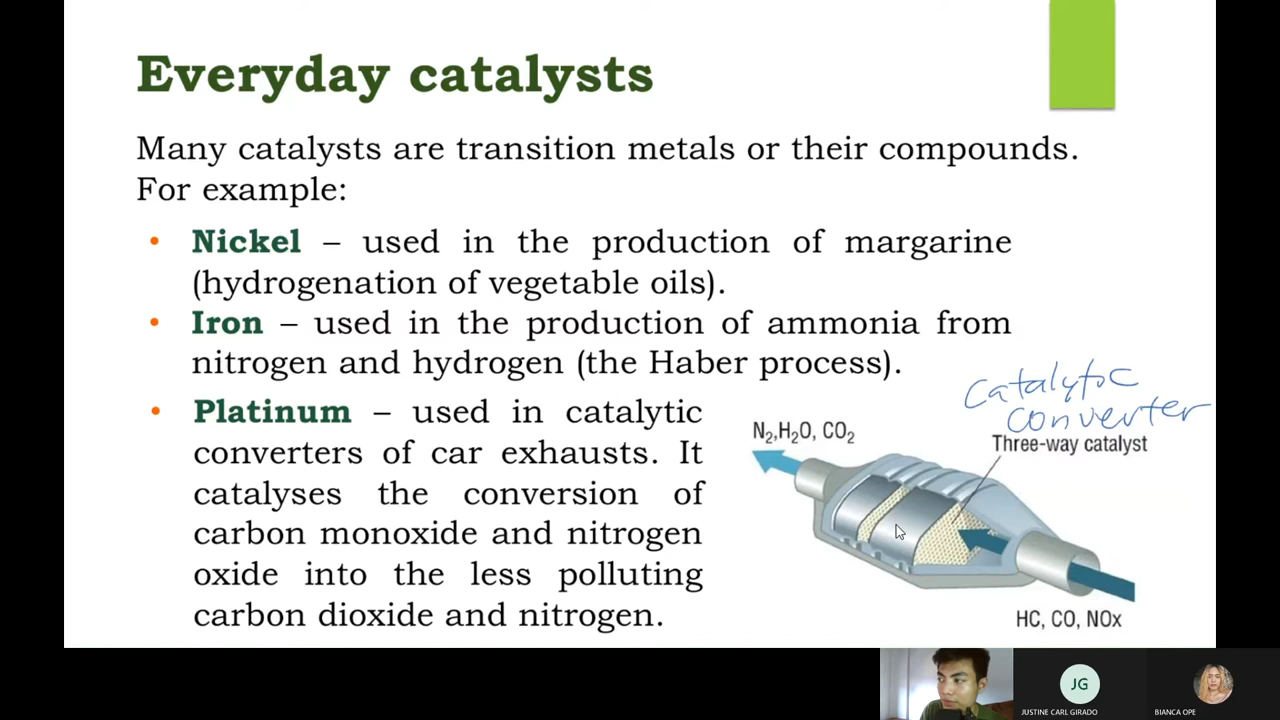 Everyday catalysts
Many catalysts are transition metals or their compounds.
For example:
• Nickel – used in the production of margarine
(hydrogenation of vegetable oils).
• Iron – used in the production of ammonia from
nitrogen and hydrogen (the Haber process).
• Platinum – used in catalytic
converters of car exhausts. It
catalyses the conversion of
carbon monoxide and nitrogen
oxide into the less polluting
carbon dioxide and nitrogen.
catalytic
converter
N₂,H₂O, CO₂
Three-way catalyst
HC, CO, NOx
JG
JUSTINE CARL GIRADO
BIANCA OPE